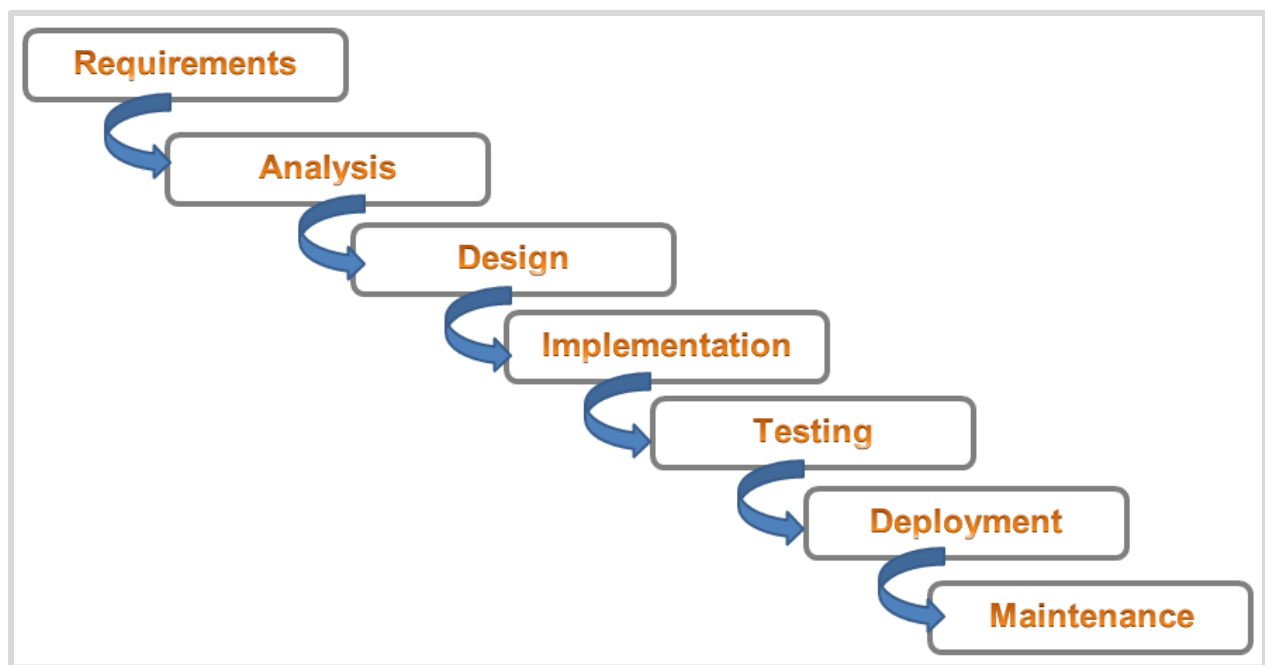 Requirements
Analysis
Design
Implementation
Testing
Deployment
Maintenance